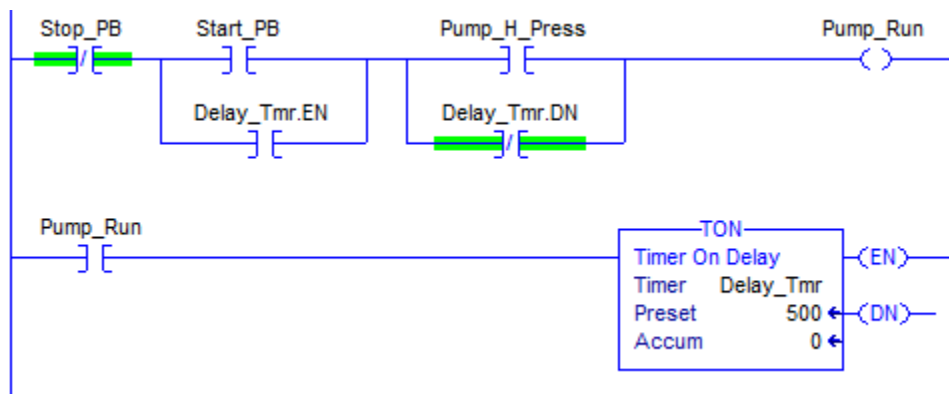 Stop_PB Start_PB Pump_H_Press Pump_Run
Delay_Tmr.EN Delay_Tmr.DN
Pump_Run
TON
Timer On Delay
Timer Delay_Tmr
Preset 500
Accum 0
EN
DN